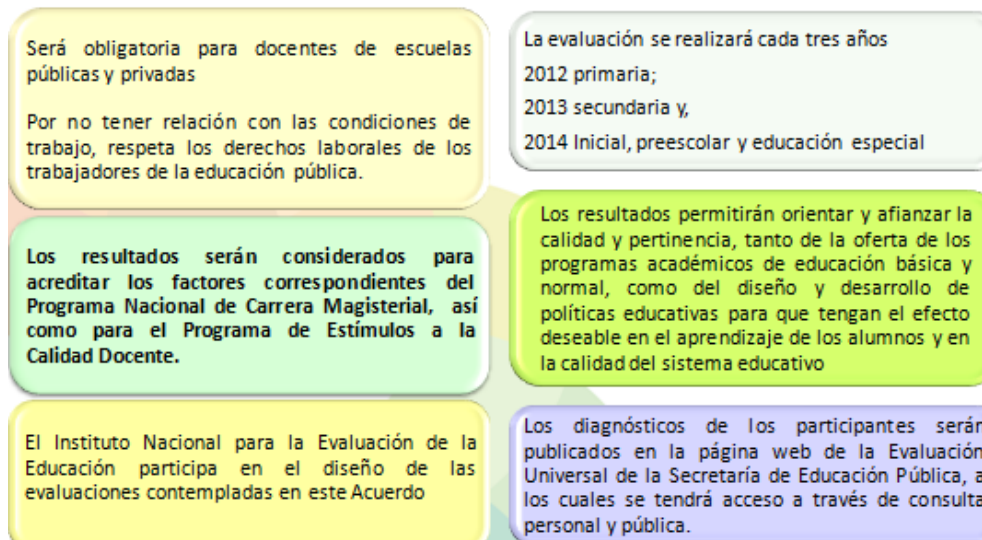 Será obligatoria para docentes de escuelas
públicas y privadas
Por no tener relación con las condiciones de
trabajo, respeta los derechos laborales de los
trabajadores de la educación pública.
La evaluación se realizará cada tres años
2012 primaria;
2013 secundaria y,
2014 Inicial, preescolar y educación especial
Los resultados serán considerados para
acreditar los factores correspondientes del
Programa Nacional de Carrera Magisterial, así
como para el Programa de Estímulos a la
Calidad Docente.
Los resultados permitirán orientar y afianzar la
calidad y pertinencia, tanto de la oferta de los
programas académicos de educación básica y
normal, como del diseño y desarrollo de
políticas educativas para que tengan el efecto
deseable en el aprendizaje de los alumnos y en
la calidad del sistema educativo
El Instituto Nacional para la Evaluación de la
Educación participa en el diseño de las
evaluaciones contempladas en este Acuerdo
Los diagnósticos de los participantes serán
publicados en la página web de la Evaluación
Universal de la Secretaría de Educación Pública, a
los cuales se tendrá acceso a través de consulta
personal y pública.